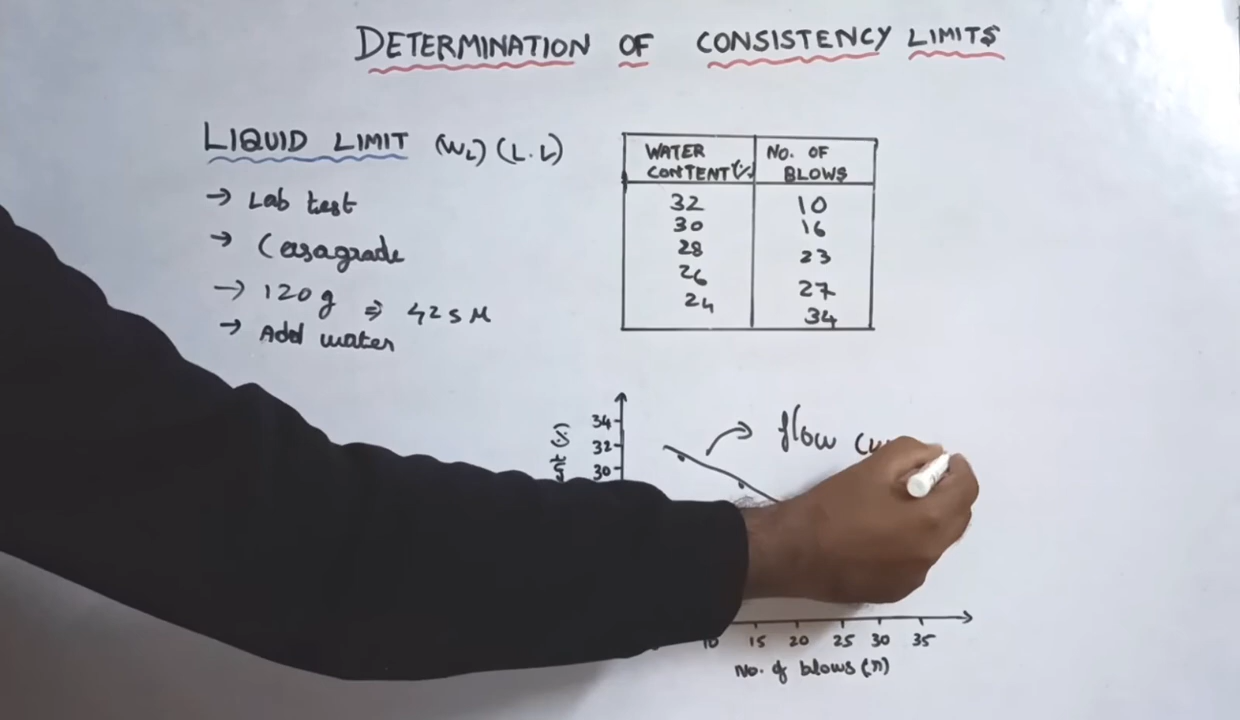 DETERMINATION OF CONSISTENCY LIMITS
LIQUID LIMIT (WL) (L.L)
→ Lab test
→ Casagrade
→ 120g ⇒ 425 M
→ Add water
WATER CONTENT(%) NO. OF BLOWS
32 10
30 16
28 23
26 27
24 34
flow
34
32
30
10 15 20 25 30 35
No. of blows (n)